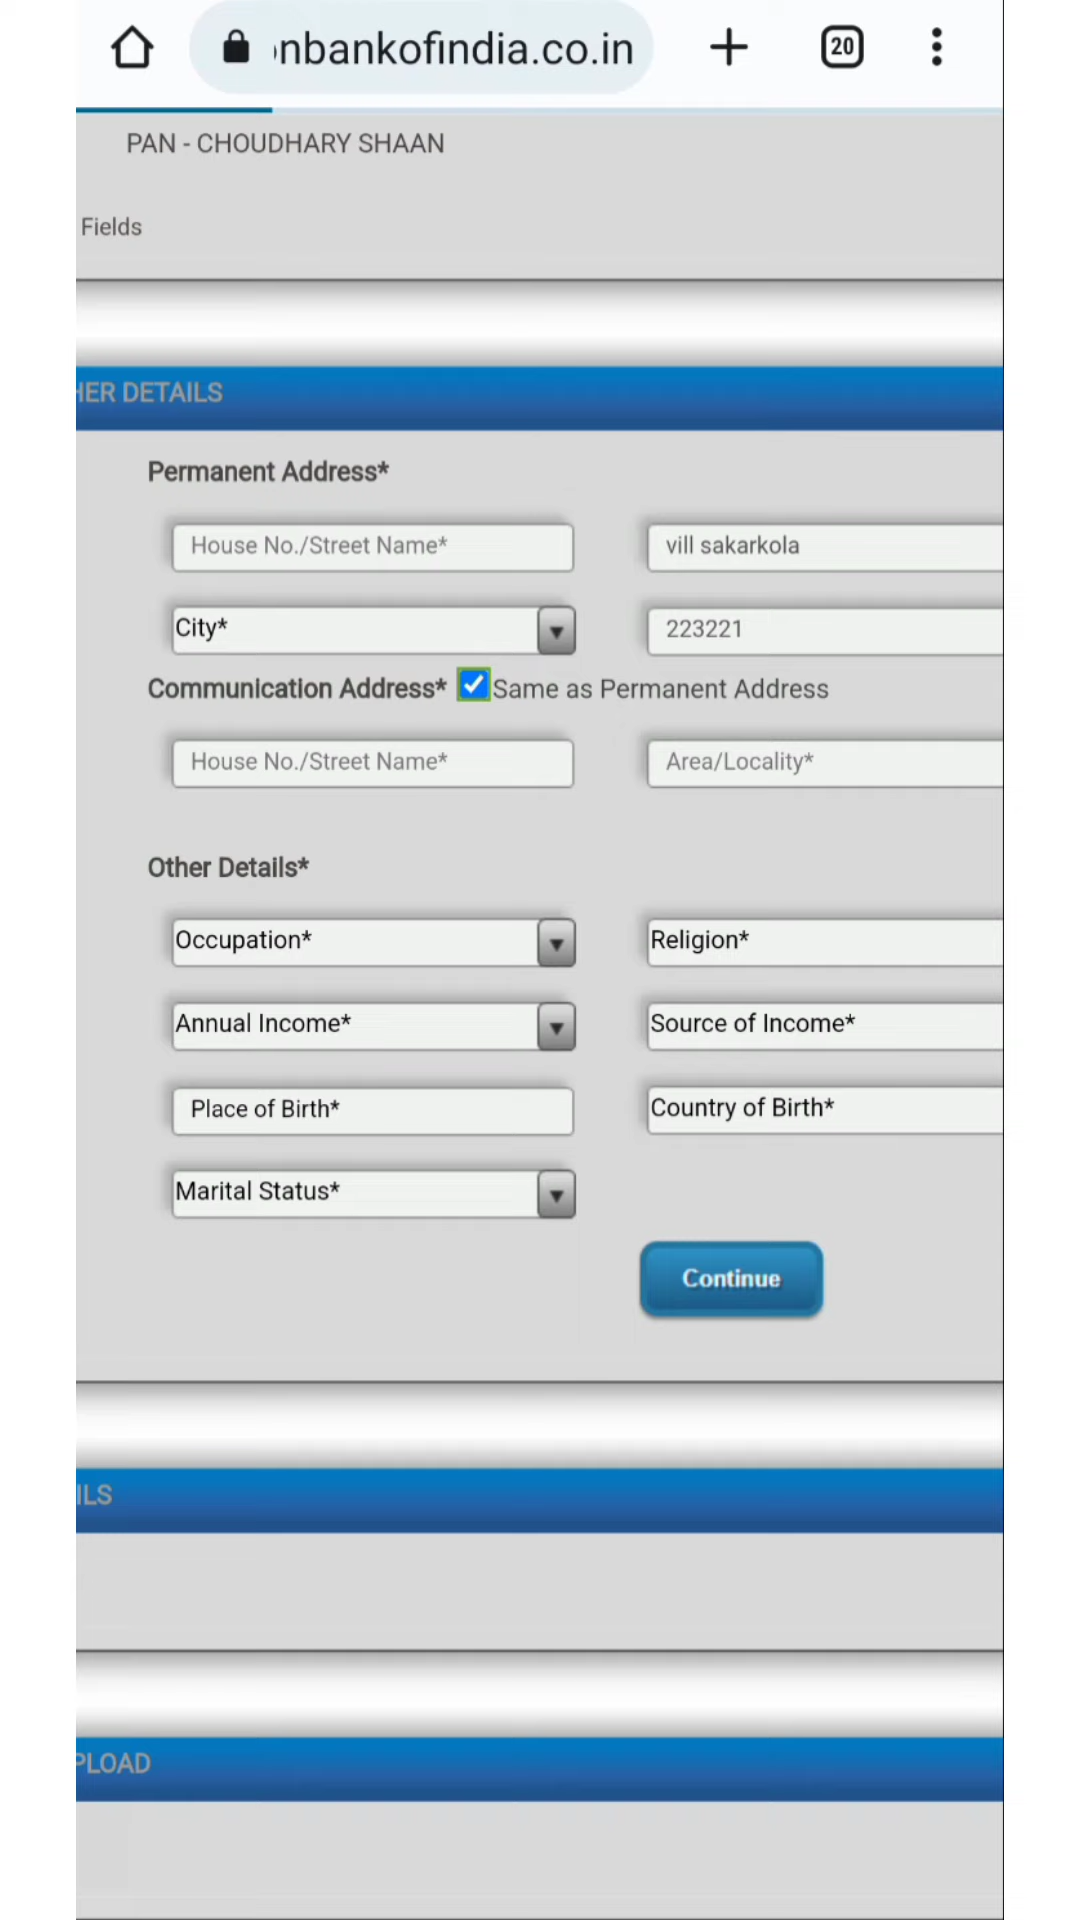 nbankofindia.co.in
20
PAN - CHOUDHARY SHAAN
Fields
HER DETAILS
Permanent Address*
House No./Street Name*
vill sakarkola
City*
223221
Communication Address* Same as Permanent Address
House No./Street Name*
Area/Locality*
Other Details*
Occupation*
Religion*
Annual Income*
Source of Income*
Place of Birth*
Country of Birth*
Marital Status*
Continue
ILS
PLOAD